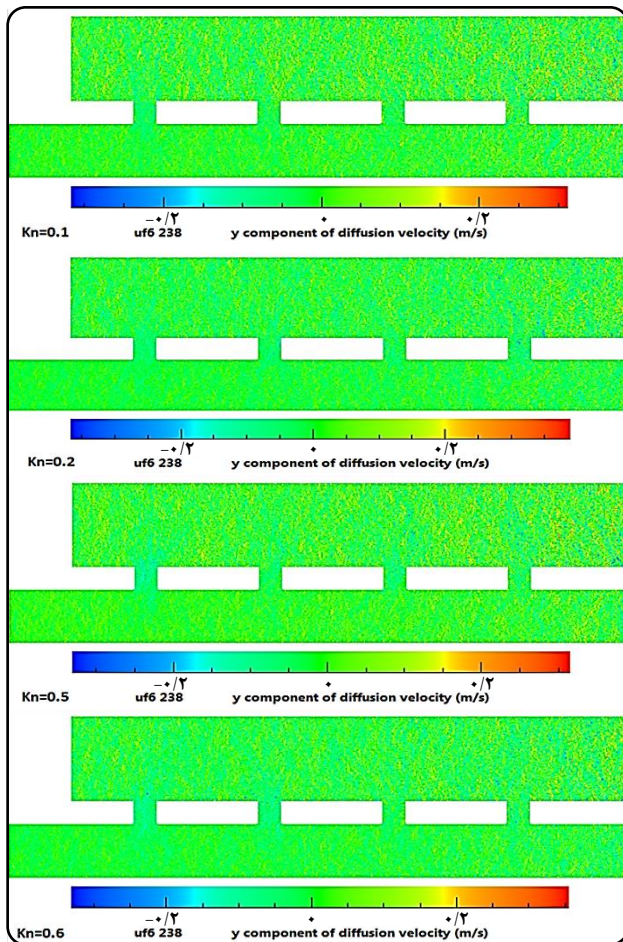 −۰/۲ ۰ ۰/۲
Kn=0.1 uf6 238 y component of diffusion velocity (m/s)
−۰/۲ ۰ ۰/۲
Kn=0.2 uf6 238 y component of diffusion velocity (m/s)
−۰/۲ ۰ ۰/۲
Kn=0.5 uf6 238 y component of diffusion velocity (m/s)
−۰/۲ ۰ ۰/۲
Kn=0.6 uf6 238 y component of diffusion velocity (m/s)